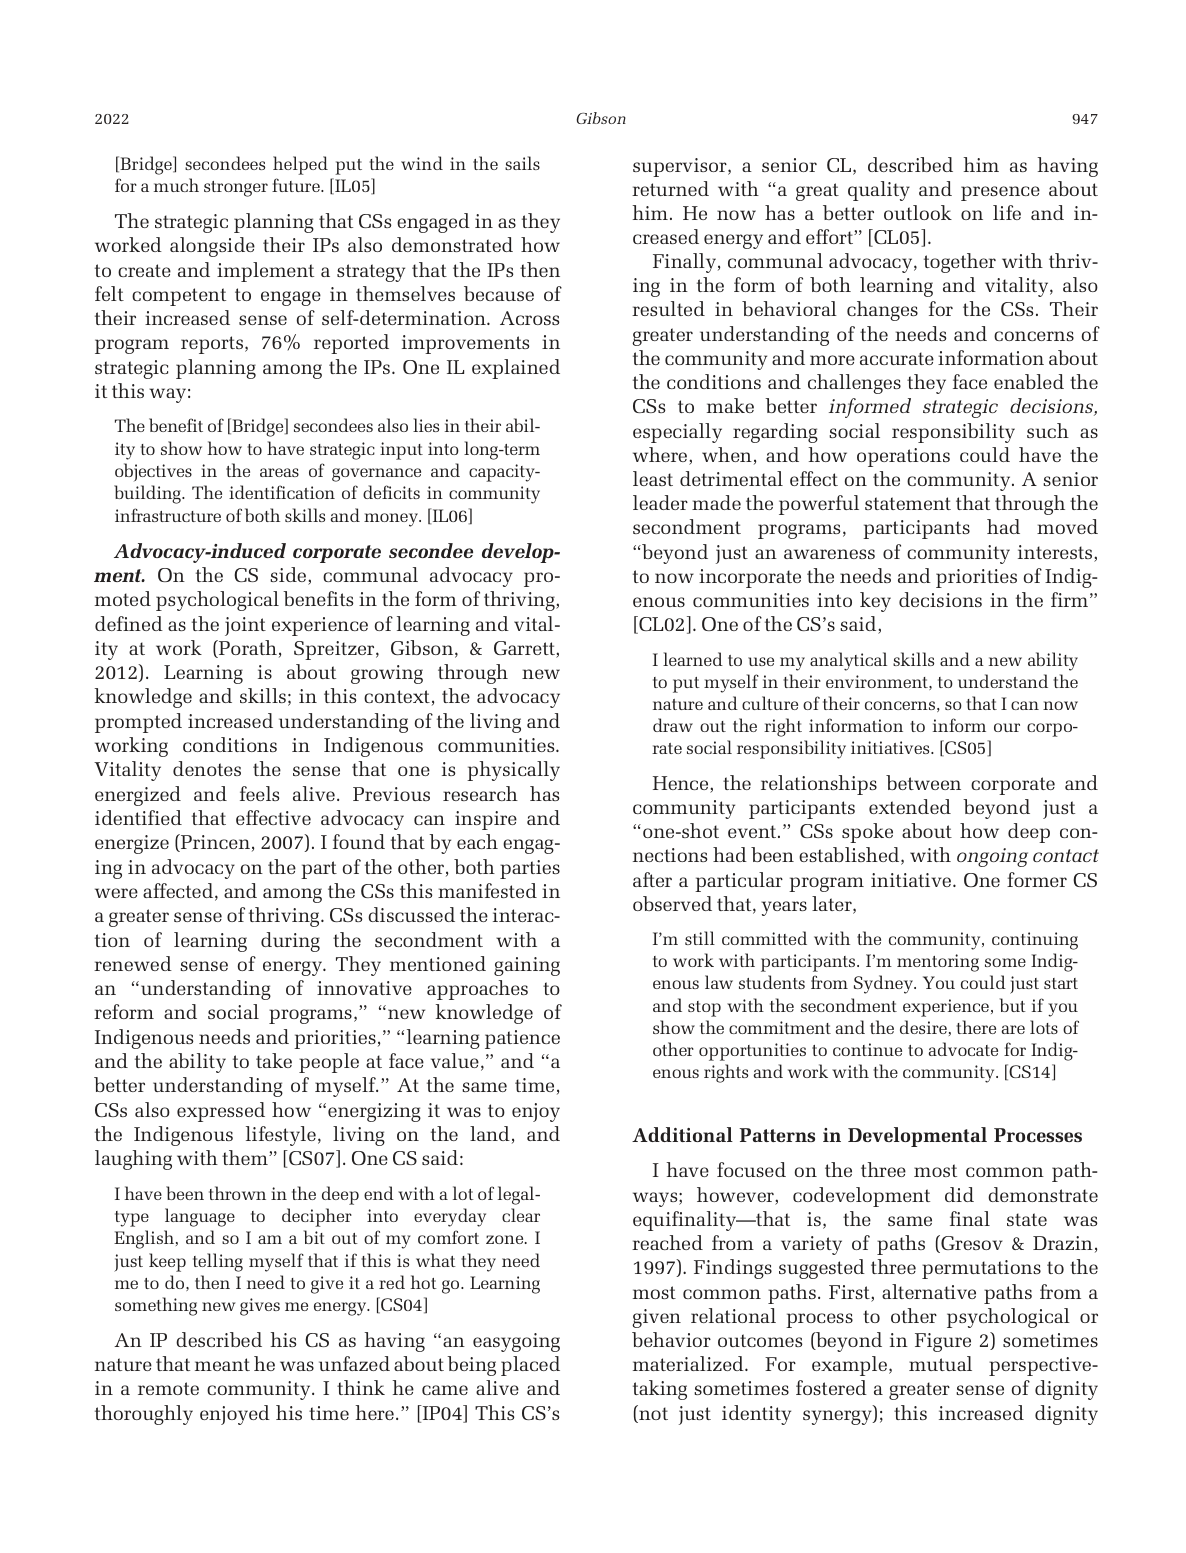 2022
Gibson
947
[Bridge] secondees helped put the wind in the sails
for a much stronger future. [IL05]
The strategic planning that CSs engaged in as they
worked alongside their IPs also demonstrated how
to create and implement a strategy that the IPs then
felt competent to engage in themselves because of
their increased sense of self-determination. Across
program reports, 76% reported improvements in
strategic planning among the IPs. One IL explained
it this way:
The benefit of [Bridge] secondees also lies in their abil-
ity to show how to have strategic input into long-term
objectives in the areas of governance and capacity-
building. The identification of deficits in community
infrastructure of both skills and money. [IL06]
Advocacy-induced corporate secondee develop-
ment. On the CS side, communal advocacy pro-
moted psychological benefits in the form of thriving,
defined as the joint experience of learning and vital-
ity at work (Porath, Spreitzer, Gibson, & Garrett,
2012). Learning is about growing through new
knowledge and skills; in this context, the advocacy
prompted increased understanding of the living and
working conditions in Indigenous communities.
Vitality denotes the sense that one is physically
energized and feels alive. Previous research has
identified that effective advocacy can inspire and
energize (Princen, 2007). I found that by each engag-
ing in advocacy on the part of the other, both parties
were affected, and among the CSs this manifested in
a greater sense of thriving. CSs discussed the interac-
tion of learning during the secondment with a
renewed sense of energy. They mentioned gaining
an “understanding of innovative approaches to
reform and social programs,” “new knowledge of
Indigenous needs and priorities,” “learning patience
and the ability to take people at face value,” and “a
better understanding of myself.” At the same time,
CSs also expressed how “energizing it was to enjoy
the Indigenous lifestyle, living on the land, and
laughing with them” [CS07]. One CS said:
I have been thrown in the deep end with a lot of legal-
type language to decipher into everyday clear
English, and so I am a bit out of my comfort zone. I
just keep telling myself that if this is what they need
me to do, then I need to give it a red hot go. Learning
something new gives me energy. [CS04]
An IP described his CS as having “an easygoing
nature that meant he was unfazed about being placed
in a remote community. I think he came alive and
thoroughly enjoyed his time here.” [IP04] This CS’s
supervisor, a senior CL, described him as having
returned with “a great quality and presence about
him. He now has a better outlook on life and in-
creased energy and effort” [CL05].
Finally, communal advocacy, together with thriv-
ing in the form of both learning and vitality, also
resulted in behavioral changes for the CSs. Their
greater understanding of the needs and concerns of
the community and more accurate information about
the conditions and challenges they face enabled the
CSs to make better informed strategic decisions,
especially regarding social responsibility such as
where, when, and how operations could have the
least detrimental effect on the community. A senior
leader made the powerful statement that through the
secondment programs, participants had moved
“beyond just an awareness of community interests,
to now incorporate the needs and priorities of Indig-
enous communities into key decisions in the firm”
[CL02]. One of the CS’s said,
I learned to use my analytical skills and a new ability
to put myself in their environment, to understand the
nature and culture of their concerns, so that I can now
draw out the right information to inform our corpo-
rate social responsibility initiatives. [CS05]
Hence, the relationships between corporate and
community participants extended beyond just a
“one-shot event.” CSs spoke about how deep con-
nections had been established, with ongoing contact
after a particular program initiative. One former CS
observed that, years later,
I’m still committed with the community, continuing
to work with participants. I’m mentoring some Indig-
enous law students from Sydney. You could just start
and stop with the secondment experience, but if you
show the commitment and the desire, there are lots of
other opportunities to continue to advocate for Indig-
enous rights and work with the community. [CS14]
Additional Patterns in Developmental Processes
I have focused on the three most common path-
ways; however, codevelopment did demonstrate
equifinality—that is, the same final state was
reached from a variety of paths (Gresov & Drazin,
1997). Findings suggested three permutations to the
most common paths. First, alternative paths from a
given relational process to other psychological or
behavior outcomes (beyond in Figure 2) sometimes
materialized. For example, mutual perspective-
taking sometimes fostered a greater sense of dignity
(not just identity synergy); this increased dignity